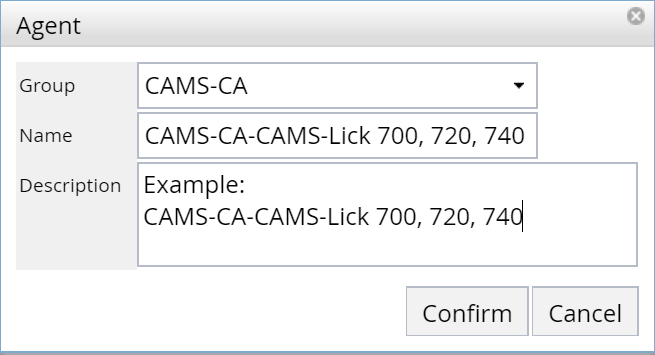 Agent
Group
CAMS-CA
Name
CAMS-CA-CAMS-Lick 700, 720, 740
Description
Example:
CAMS-CA-CAMS-Lick 700, 720, 740
Confirm
Cancel